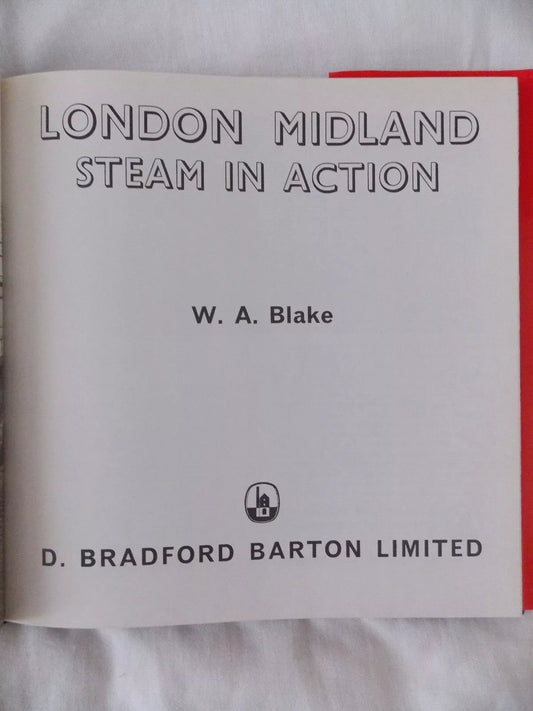 LONDON MIDLAND
STEAM IN ACTION
W. A. Blake
D. BRADFORD BARTON LIMITED